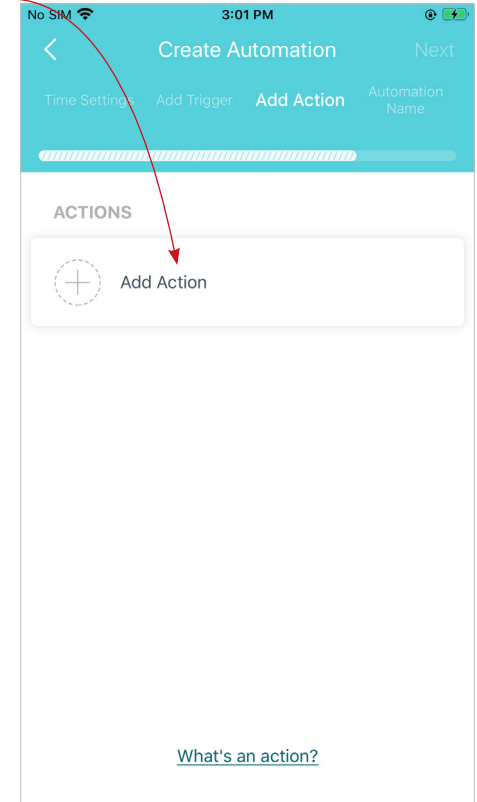 No SIM 3:01 PM
Create Automation Next
Time Settings Add Trigger Add Action Automation Name
ACTIONS
Add Action
What's an action?